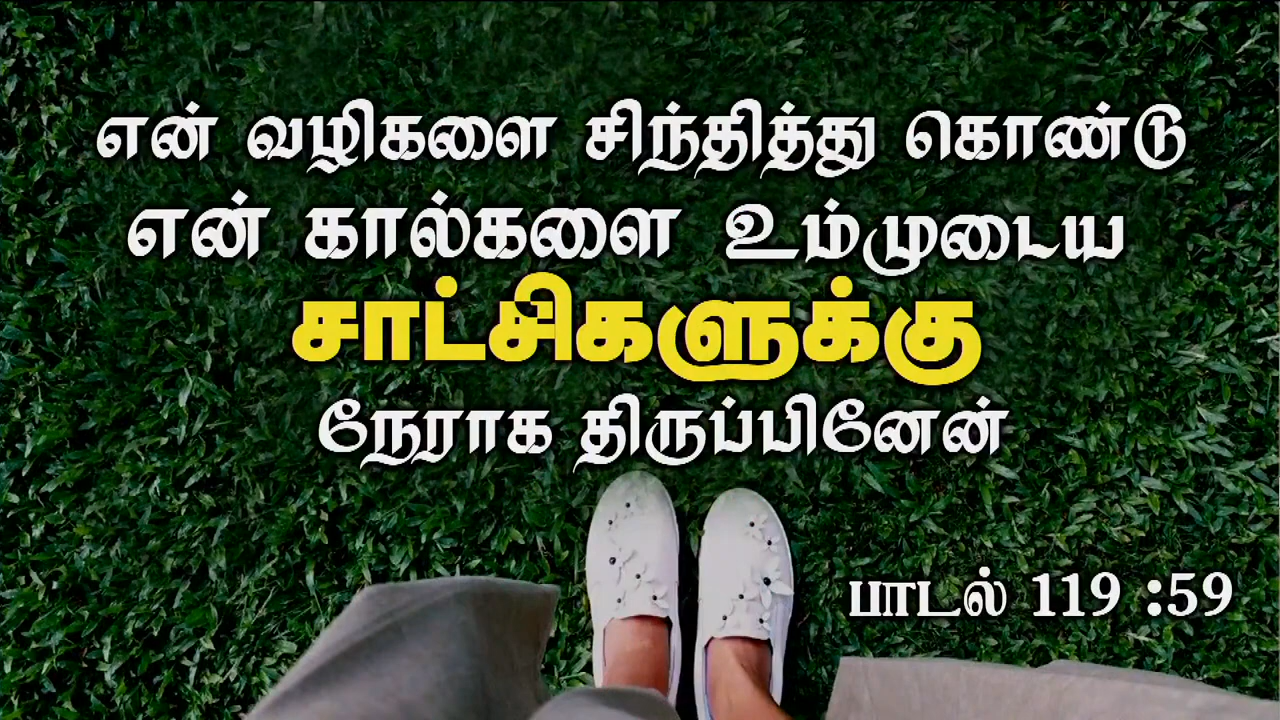 என் வழிகளை சிந்தித்து கொண்டு
என் கால்களை உம்முடைய
சாட்சிகளுக்கு
நேராக திருப்பினேன்
பாடல் 119 :59